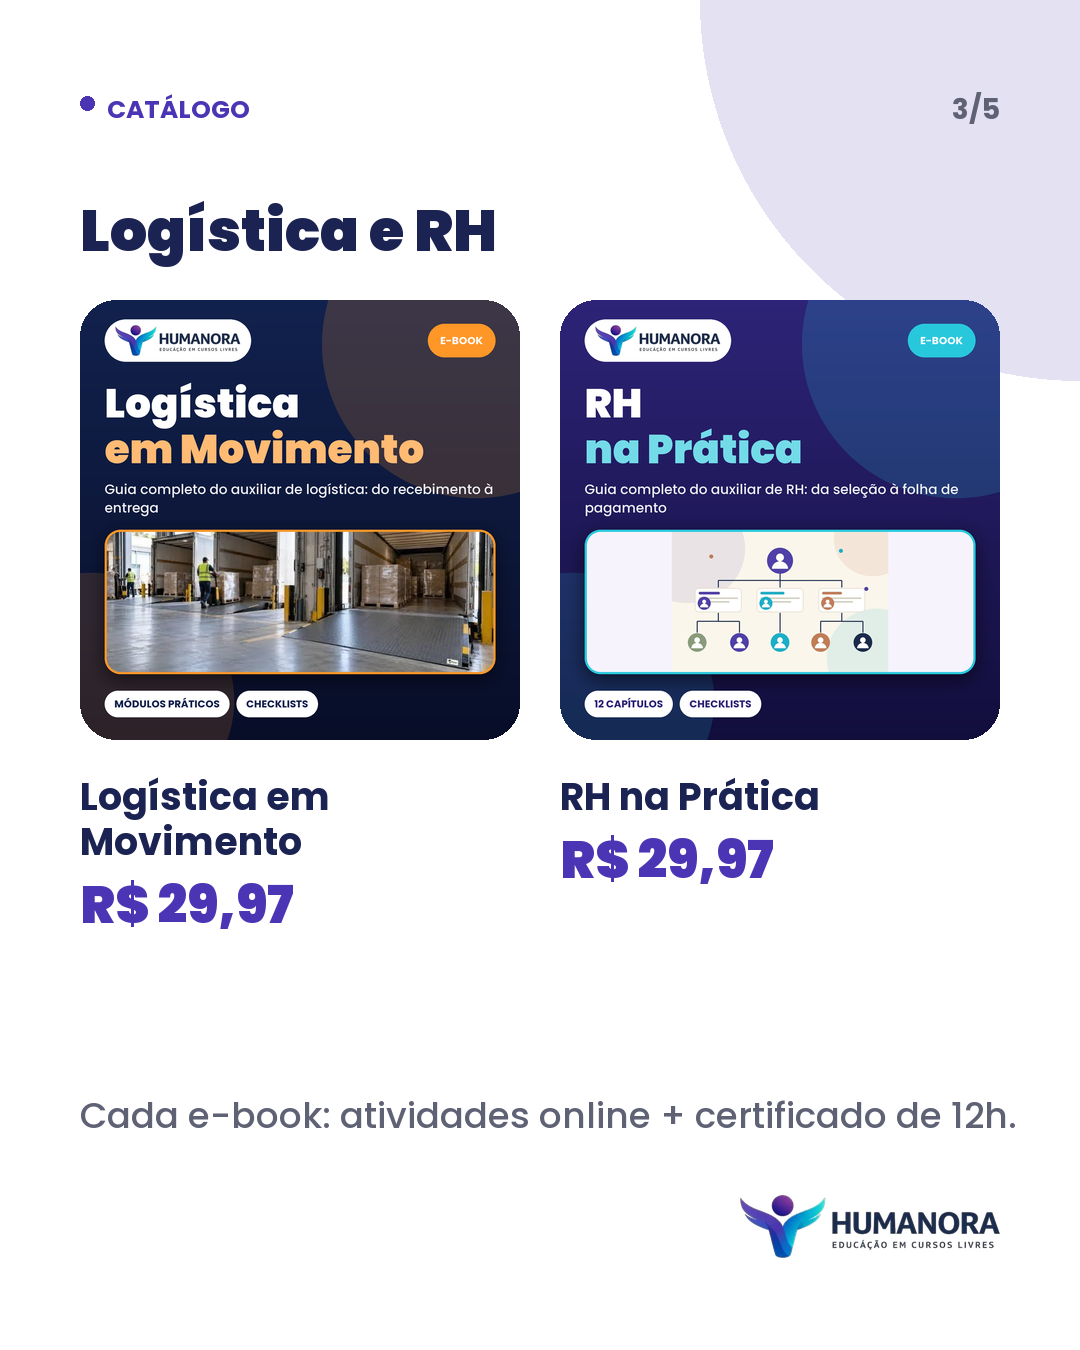 CATÁLOGO
3/5
Logística e RH
HUMANORA
EDUCAÇÃO EM CURSOS LIVRES
E-BOOK
Logística
em Movimento
Guia completo do auxiliar de logística: do recebimento à
entrega
MÓDULOS PRÁTICOS
CHECKLISTS
HUMANORA
EDUCAÇÃO EM CURSOS LIVRES
E-BOOK
RH
na Prática
Guia completo do auxiliar de RH: da seleção à folha de
pagamento
12 CAPÍTULOS
CHECKLISTS
Logística em
Movimento
R$ 29,97
RH na Prática
R$ 29,97
Cada e-book: atividades online + certificado de 12h.
HUMANORA
EDUCÁÇÃO EM CURSOS LIVRES